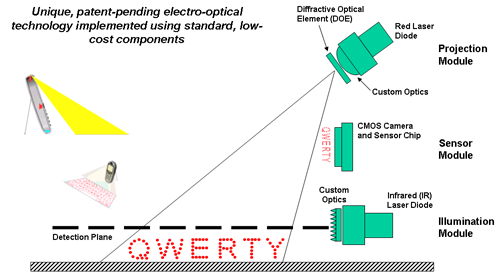 Unique, patent-pending electro-optical
technology implemented using standard, low-
cost components
Diffractive Optical
Element (DOE)
Red Laser
Diode
Projection
Module
Custom Optics
QWERTY
CMOS Camera
and Sensor Chip
Sensor
Module
Custom
Optics
Infrared (IR)
Laser Diode
Illumination
Module
Detection Plane
QWERTY